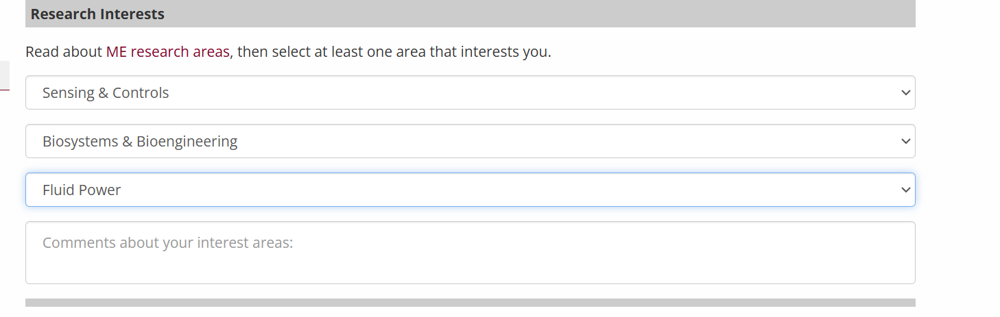 Research Interests
Read about ME research areas, then select at least one area that interests you.
Sensing & Controls
Biosystems & Bioengineering
Fluid Power
Comments about your interest areas: